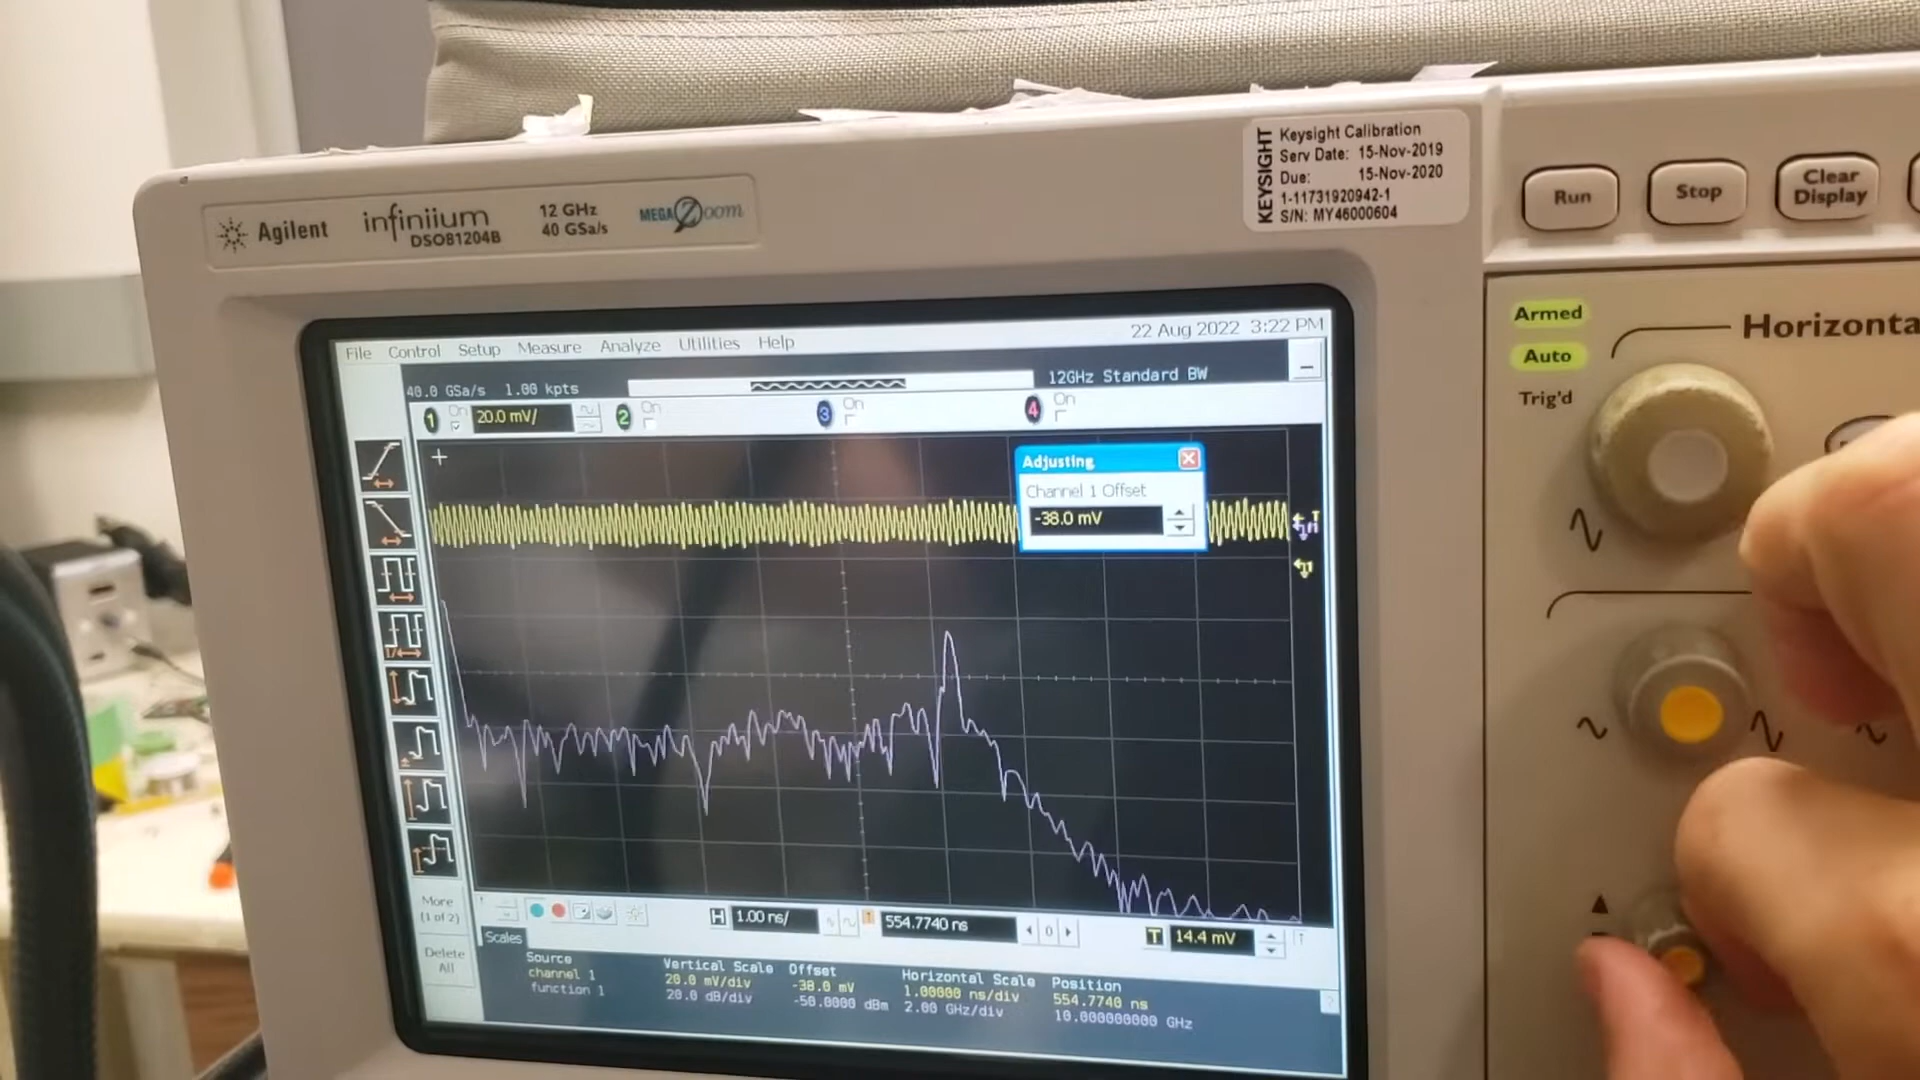 Agilent
infiniium
DSO81204B
12 GHz
40 GSa/s
MEGA Zoom
KEYSIGHT
Keysight Calibration
Serv Date: 15-Nov-2019
Due: 15-Nov-2020
1-11731920942-1
S/N: MY46000604
Run
Stop
Clear
Display
Armed
Auto
Trig'd
Horizonta
22 Aug 2022 3:22 PM
File Control Setup Measure Analyze Utilities Help
40.0 GSa/s 1.00 kpts
12GHz Standard BW
1 On 20.0 mV/ 2 On 3 On 4 On
Adjusting
Channel 1 Offset
-38.0 mV
More
(1 of 2)
Delete
All
H 1.00 ns/ 554.7740 ns 0 T 14.4 mV
Scales
Source Vertical Scale Offset Horizontal Scale Position
channel 1 20.0 mV/div -38.0 mV 1.00000 ns/div 554.7740 ns
function 1 20.0 dB/div -50.0000 dBm 2.00 GHz/div 10.000000000 GHz